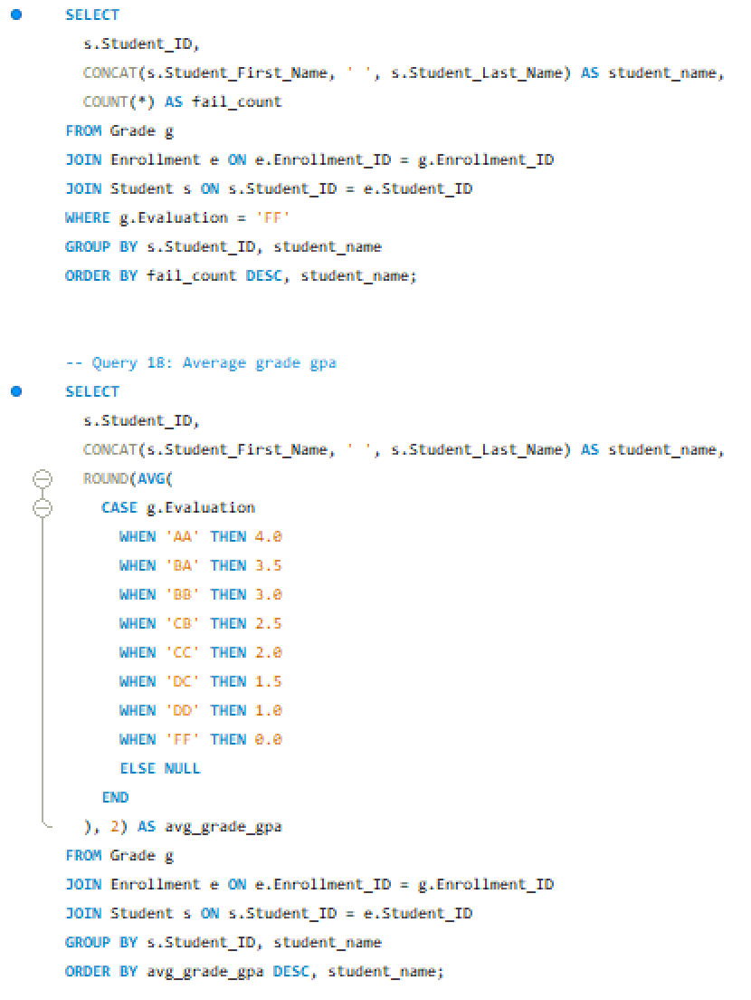 SELECT
s.Student_ID,
CONCAT(s.Student_First_Name, ' ', s.Student_Last_Name) AS student_name,
COUNT(*) AS fail_count
FROM Grade g
JOIN Enrollment e ON e.Enrollment_ID = g.Enrollment_ID
JOIN Student s ON s.Student_ID = e.Student_ID
WHERE g.Evaluation = 'FF'
GROUP BY s.Student_ID, student_name
ORDER BY fail_count DESC, student_name;
-- Query 18: Average grade gpa
SELECT
s.Student_ID,
CONCAT(s.Student_First_Name, ' ', s.Student_Last_Name) AS student_name,
ROUND(AVG(
CASE g.Evaluation
WHEN 'AA' THEN 4.0
WHEN 'BA' THEN 3.5
WHEN 'BB' THEN 3.0
WHEN 'CB' THEN 2.5
WHEN 'CC' THEN 2.0
WHEN 'DC' THEN 1.5
WHEN 'DD' THEN 1.0
WHEN 'FF' THEN 0.0
ELSE NULL
END
), 2) AS avg_grade_gpa
FROM Grade g
JOIN Enrollment e ON e.Enrollment_ID = g.Enrollment_ID
JOIN Student s ON s.Student_ID = e.Student_ID
GROUP BY s.Student_ID, student_name
ORDER BY avg_grade_gpa DESC, student_name;